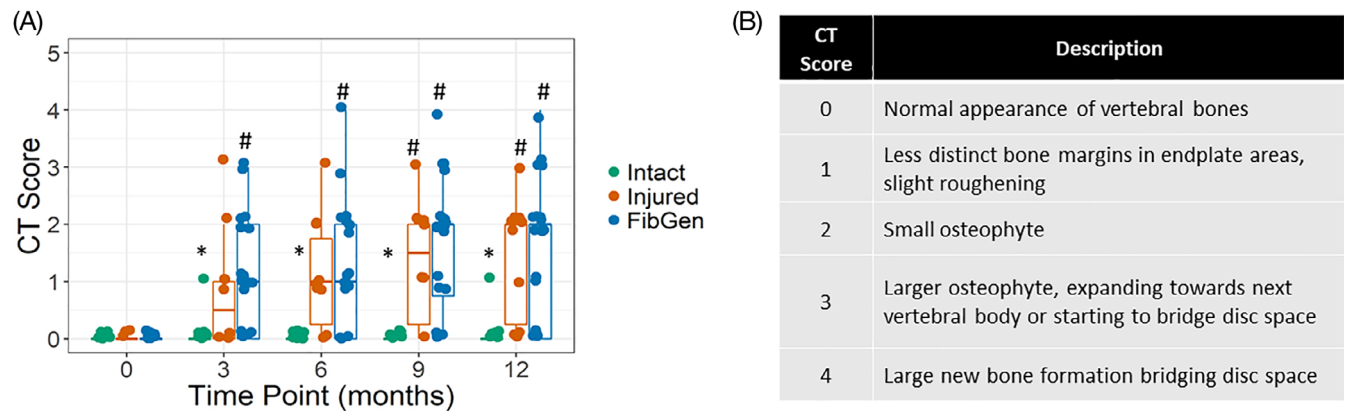 (A)
CT Score
5
4
3
2
1
0
#
#
#
#
#
#
*
*
*
*
0 3 6 9 12
Time Point (months)
Intact
Injured
FibGen
(B)
CT Score Description
0 Normal appearance of vertebral bones
1 Less distinct bone margins in endplate areas,
slight roughening
2 Small osteophyte
3 Larger osteophyte, expanding towards next
vertebral body or starting to bridge disc space
4 Large new bone formation bridging disc space